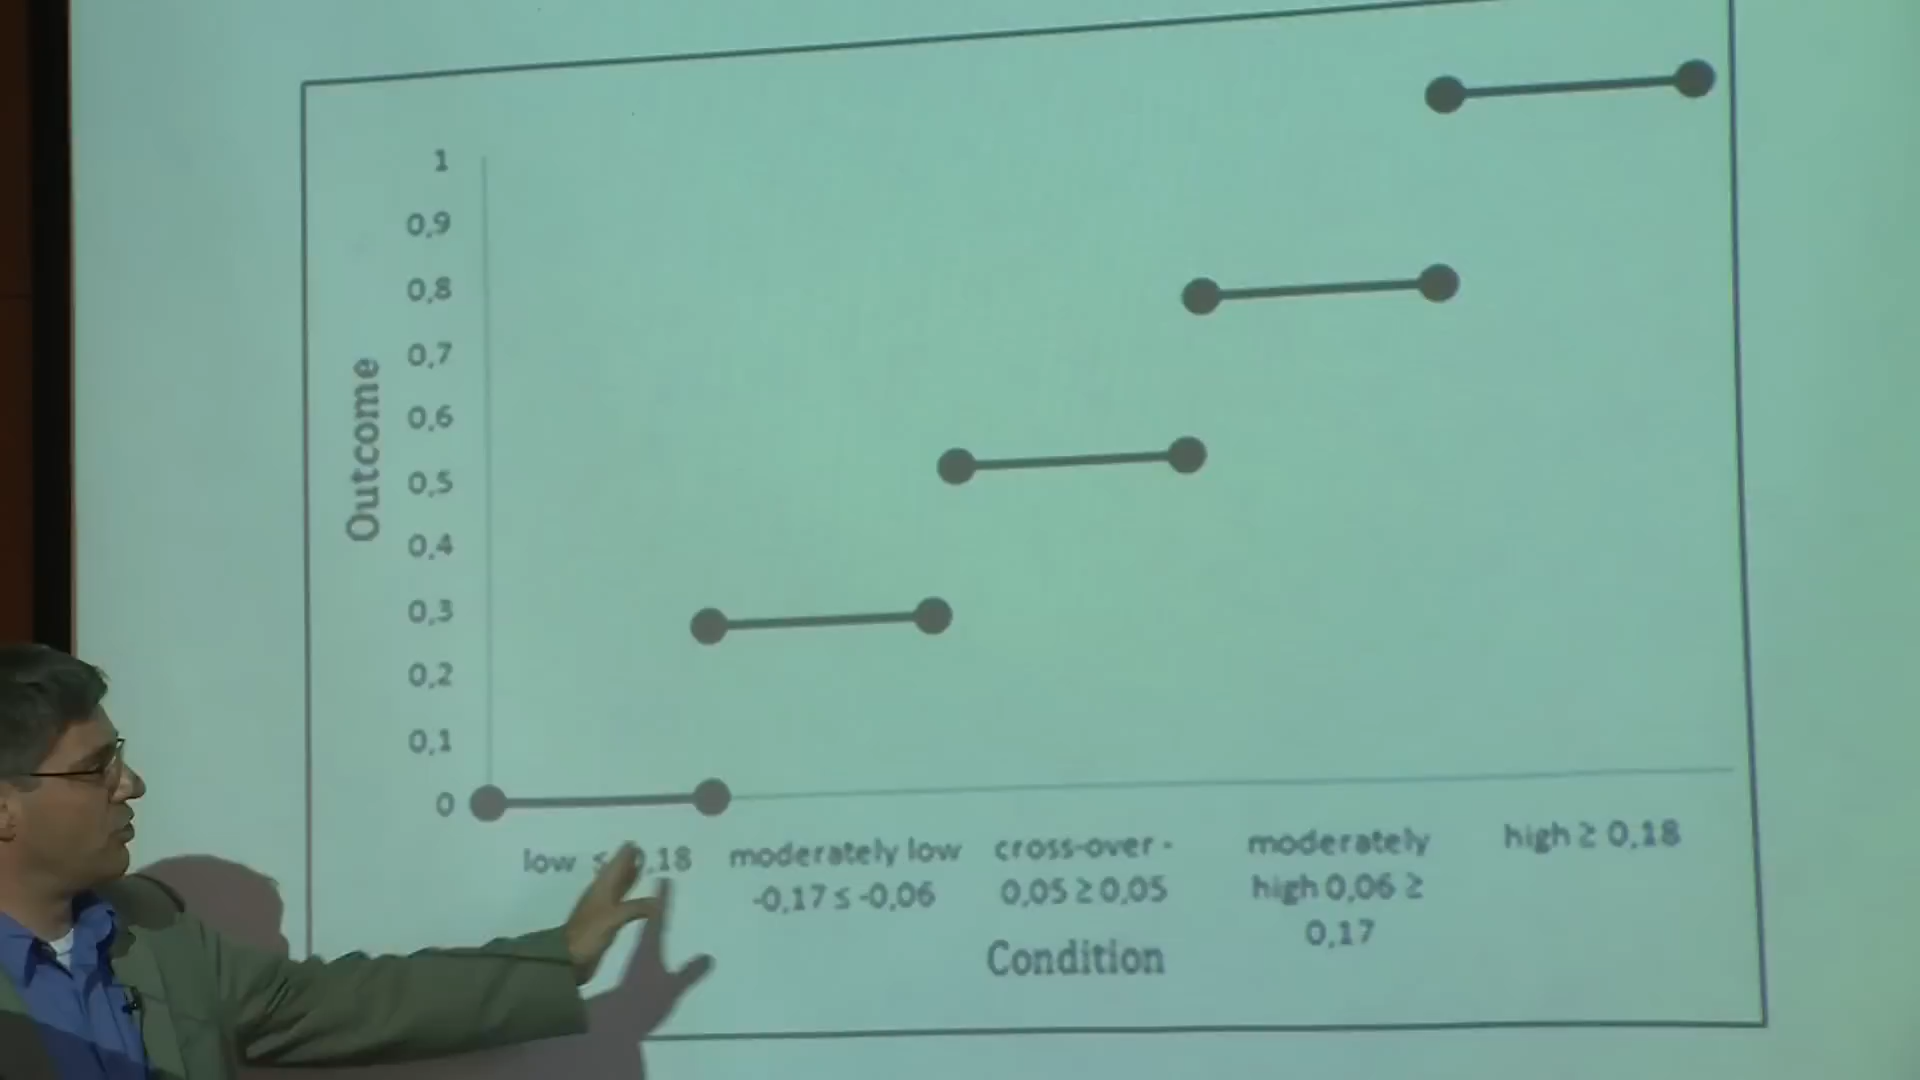 1
0,9
0,8
0,7
0,6
0,5
0,4
0,3
0,2
0,1
0
Outcome
low ≤ ,18
moderately low
-0,17 ≤ -0,06
cross-over -
0,05 ≥ 0,05
moderately
high 0,06 ≥
0,17
high ≥ 0,18
Condition